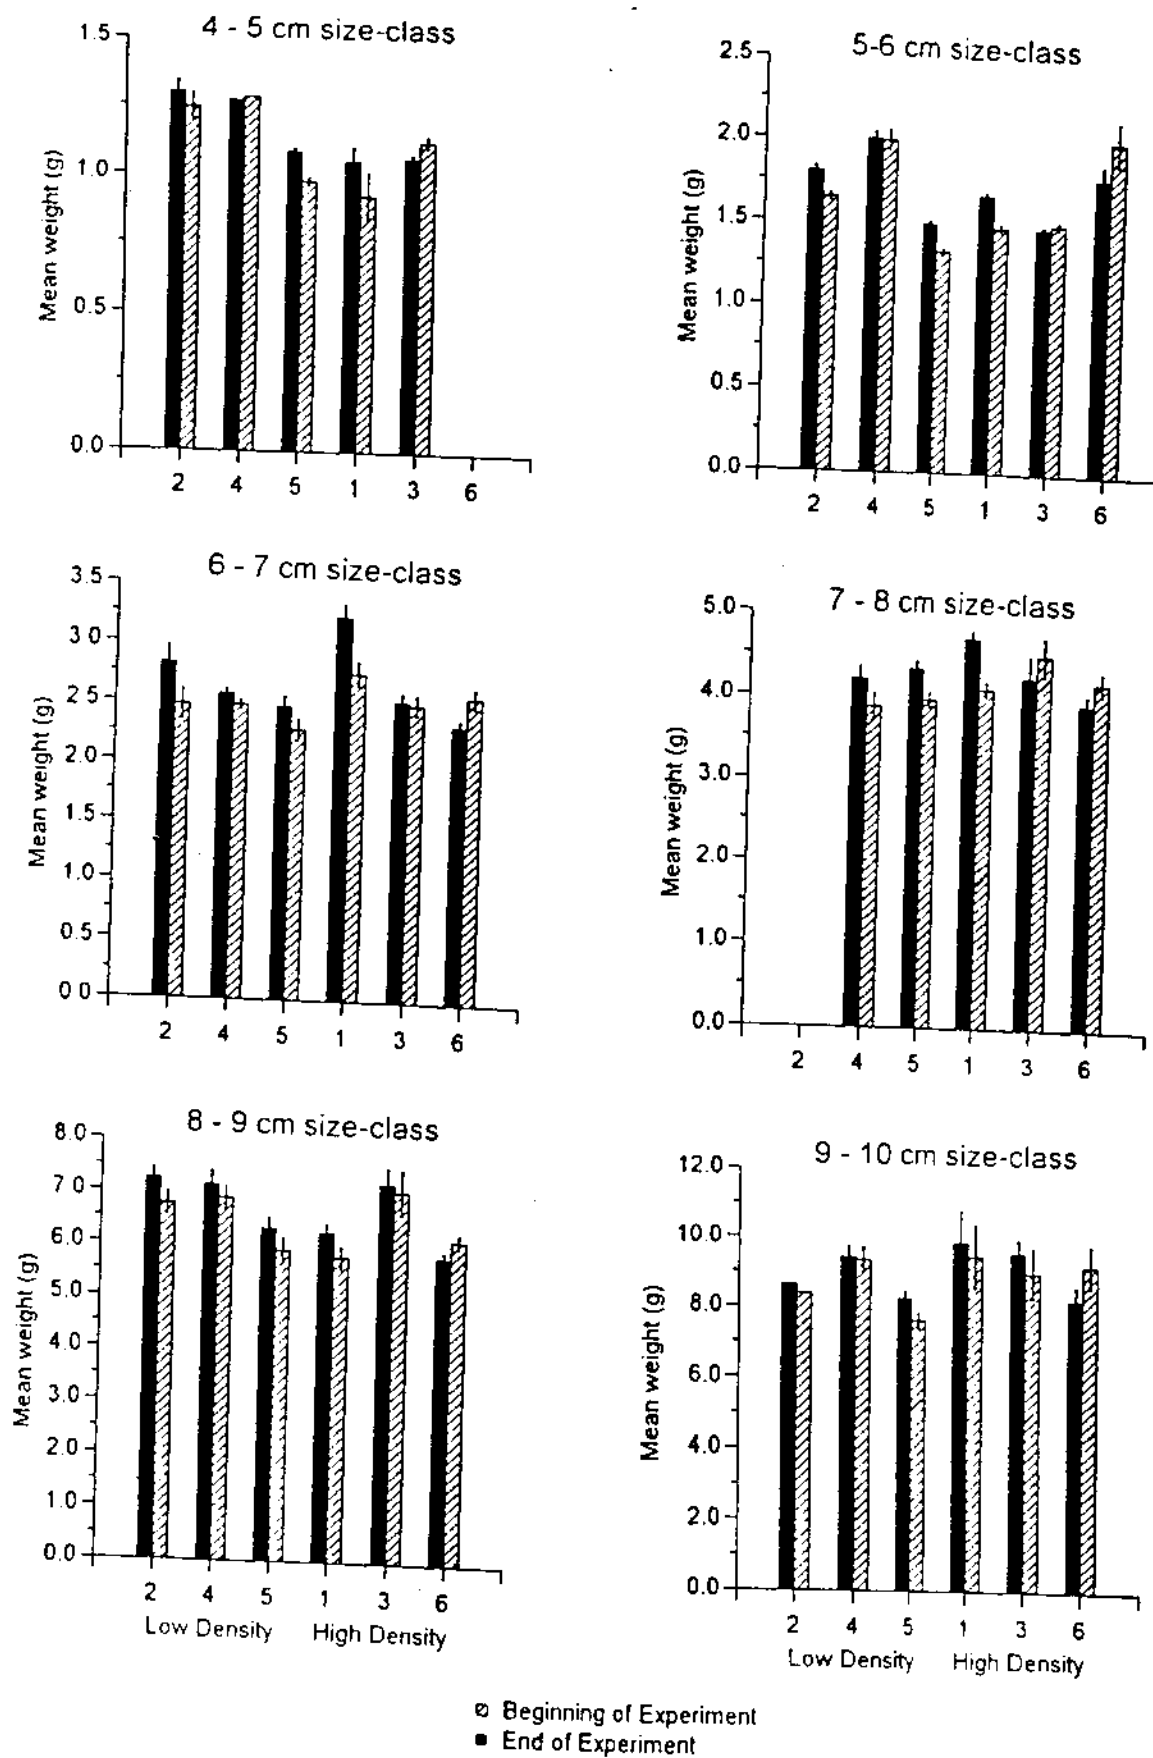 4 - 5 cm size-class
Mean weight (g)
1.5
1.0
0.5
0.0
2 4 5 1 3 6
5-6 cm size-class
Mean weight (g)
2.5
2.0
1.5
1.0
0.5
0.0
2 4 5 1 3 6
6 - 7 cm size-class
Mean weight (g)
3.5
3 0
2.5
2.0
1.5
1.0
0.5
0 0
2 4 5 1 3 6
7 - 8 cm size-class
Mean weight (g)
5.0
4.0
3.0
2.0
1.0
0.0
2 4 5 1 3 6
8 - 9 cm size-class
Mean weight (g)
8.0
7 0
6.0
5.0
4.0
3.0
2.0
1.0
0.0
2 4 5 1 3 6
Low Density High Density
9 - 10 cm size-class
Mean weight (g)
12.0
10.0
8.0
6.0
4.0
2.0
0.0
2 4 5 1 3 6
Low Density High Density
Beginning of Experiment
End of Experiment